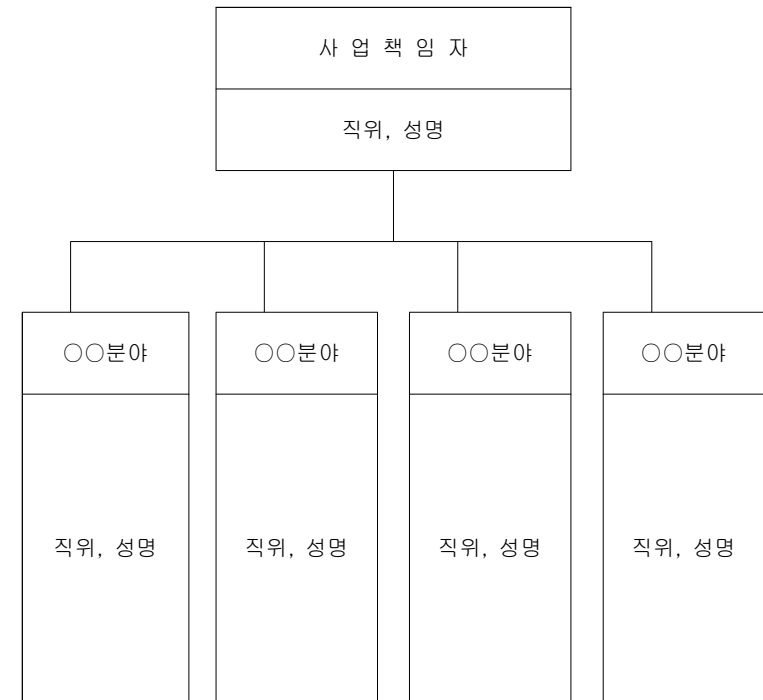 사 업 책 임 자
직위, 성명
○○분야 ○○분야 ○○분야 ○○분야
직위, 성명 직위, 성명 직위, 성명 직위, 성명